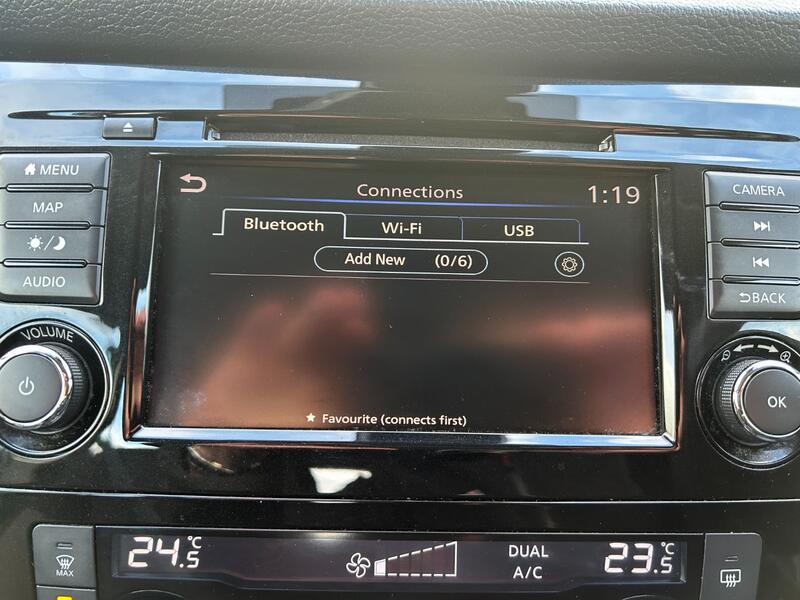 MENU
MAP
AUDIO
VOLUME
Connections
1:19
Bluetooth
Wi-Fi
USB
Add New (0/6)
★ Favourite (connects first)
CAMERA
BACK
OK
MAX
24.5°C
DUAL
A/C
23.5°C